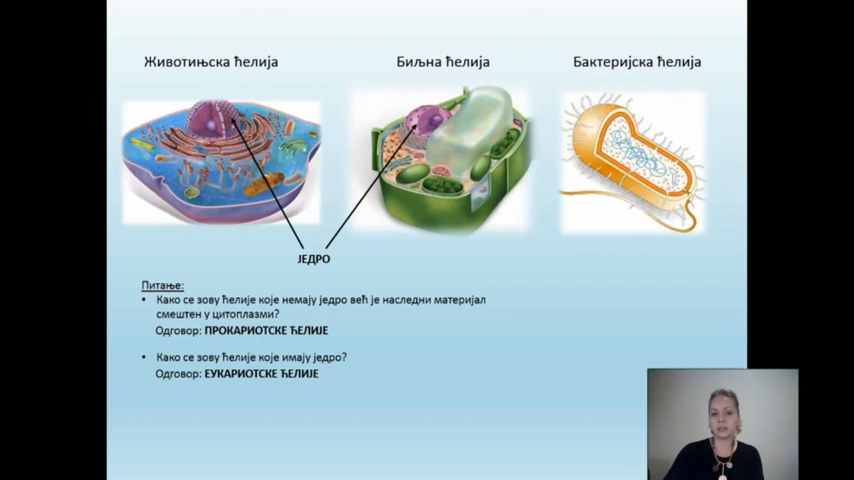 Животињска ћелија Биљна ћелија Бактеријска ћелија
ЈЕДРО
Питање:
• Како се зову ћелије које немају једро већ је наследни материјал
смештен у цитоплазми?
Одговор: ПРОКАРИОТСКЕ ЋЕЛИЈЕ
• Како се зову ћелије које имају једро?
Одговор: ЕУКАРИОТСКЕ ЋЕЛИЈЕ